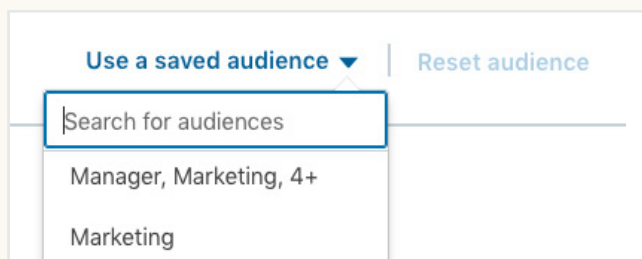 Use a saved audience Reset audience
Search for audiences
Manager, Marketing, 4+
Marketing